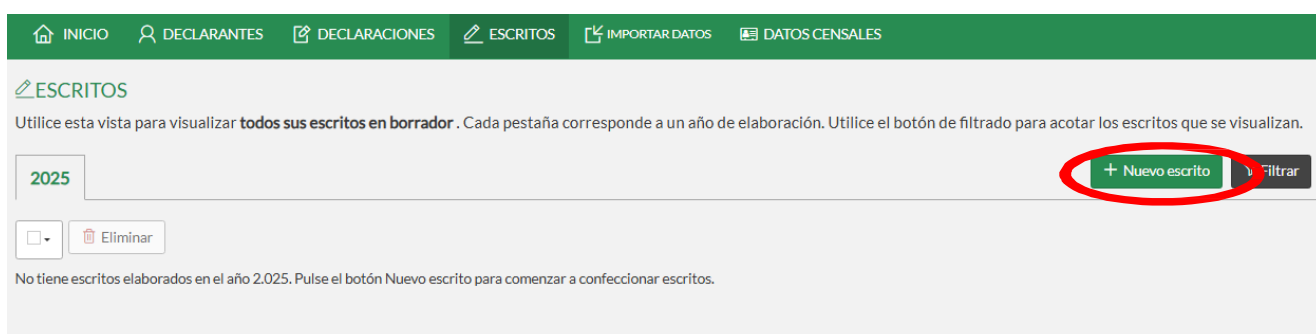 INICIO DECLARANTES DECLARACIONES ESCRITOS IMPORTAR DATOS DATOS CENSALES
ESCRITOS
Utilice esta vista para visualizar todos sus escritos en borrador . Cada pestaña corresponde a un año de elaboración. Utilice el botón de filtrado para acotar los escritos que se visualizan.
2025 + Nuevo escrito Filtrar
Eliminar
No tiene escritos elaborados en el año 2.025. Pulse el botón Nuevo escrito para comenzar a confeccionar escritos.